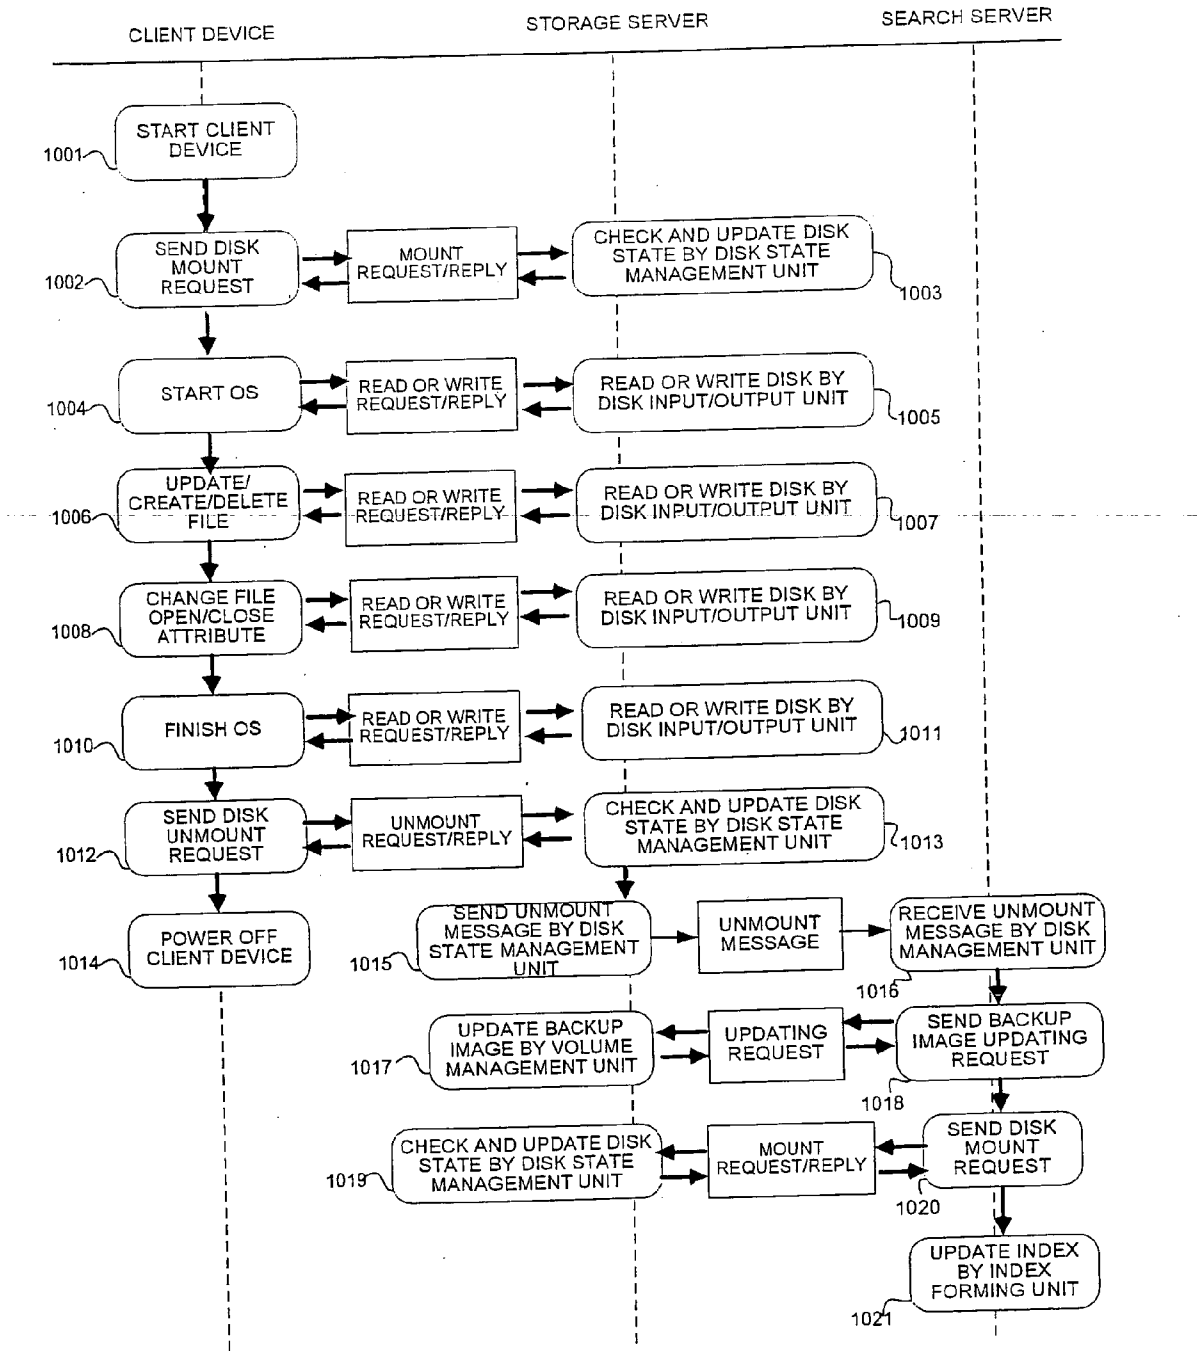 CLIENT DEVICE
STORAGE SERVER
SEARCH SERVER
START CLIENT
DEVICE
1001
SEND DISK
MOUNT
REQUEST
1002
MOUNT
REQUEST/REPLY
CHECK AND UPDATE DISK
STATE BY DISK STATE
MANAGEMENT UNIT
1003
START OS
1004
READ OR WRITE
REQUEST/REPLY
READ OR WRITE DISK BY
DISK INPUT/OUTPUT UNIT
1005
UPDATE/
CREATE/DELETE
FILE
1006
READ OR WRITE
REQUEST/REPLY
READ OR WRITE DISK BY
DISK INPUT/OUTPUT UNIT
1007
CHANGE FILE
OPEN/CLOSE
ATTRIBUTE
1008
READ OR WRITE
REQUEST/REPLY
READ OR WRITE DISK BY
DISK INPUT/OUTPUT UNIT
1009
FINISH OS
1010
READ OR WRITE
REQUEST/REPLY
READ OR WRITE DISK BY
DISK INPUT/OUTPUT UNIT
1011
SEND DISK
UNMOUNT
REQUEST
1012
UNMOUNT
REQUEST/REPLY
CHECK AND UPDATE DISK
STATE BY DISK STATE
MANAGEMENT UNIT
1013
POWER OFF
CLIENT DEVICE
1014
SEND UNMOUNT
MESSAGE BY DISK
STATE MANAGEMENT
UNIT
1015
UNMOUNT
MESSAGE
RECEIVE UNMOUNT
MESSAGE BY DISK
MANAGEMENT UNIT
1016
UPDATE BACKUP
IMAGE BY VOLUME
MANAGEMENT UNIT
1017
UPDATING
REQUEST
SEND BACKUP
IMAGE UPDATING
REQUEST
1018
CHECK AND UPDATE DISK
STATE BY DISK STATE
MANAGEMENT UNIT
1019
MOUNT
REQUEST/REPLY
SEND DISK
MOUNT
REQUEST
1020
UPDATE INDEX
BY INDEX
FORMING UNIT
1021